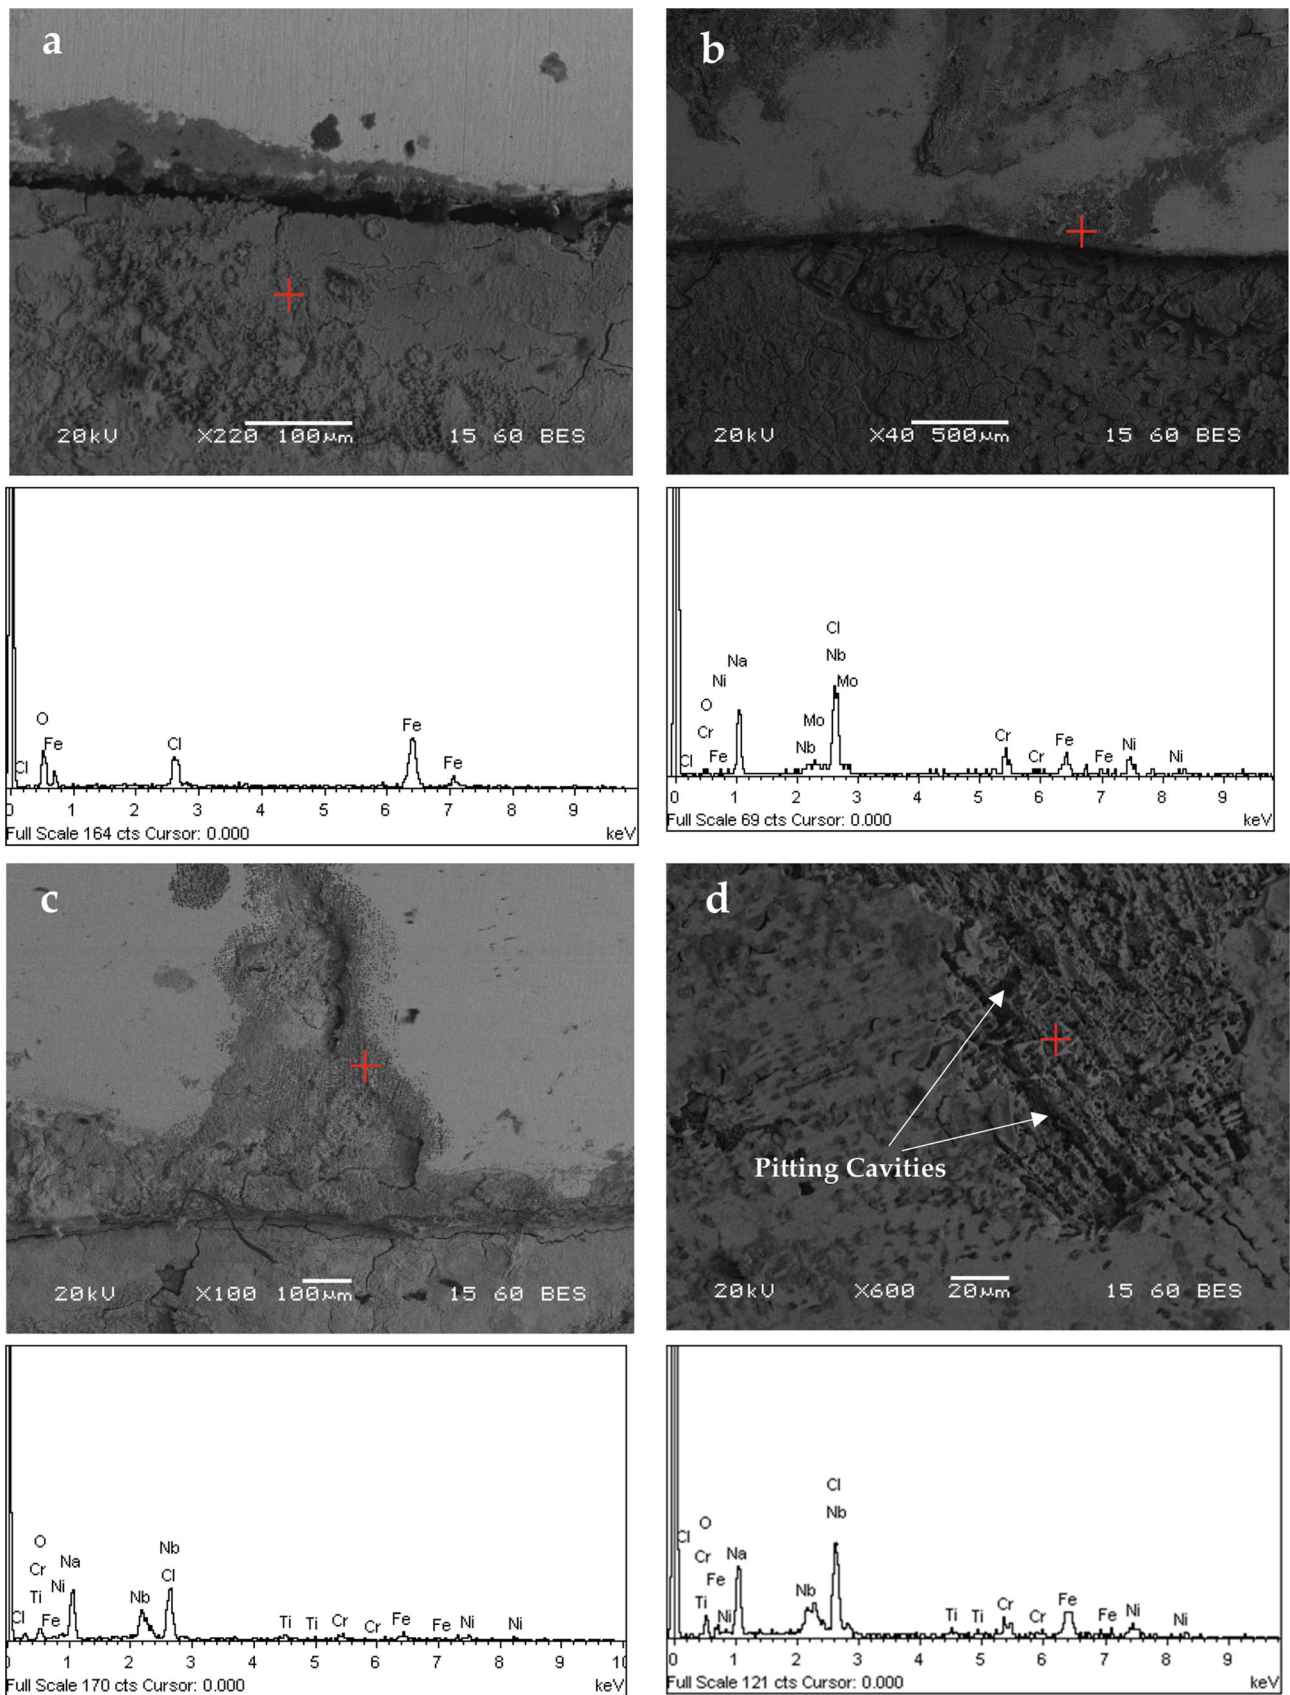 a
20kV X220 100μm 15 60 BES
b
20kV X40 500μm 15 60 BES
O
Fe
Cl
Cl
Fe
Fe
0 1 2 3 4 5 6 7 8 9
Full Scale 164 cts Cursor: 0.000 keV
Cl
Nb
Na
Ni
Mo
O
Mo
Cr
Nb
Cl
Fe
Cr
Cr
Fe
Fe
Ni
Ni
0 1 2 3 4 5 6 7 8 9
Full Scale 69 cts Cursor: 0.000 keV
c
20kV X100 100μm 15 60 BES
d
Pitting Cavities
20kV X600 20μm 15 60 BES
O
Nb
Cr
Na
Cl
Ti
Ni
Nb
Cl
Fe
Ti
Ti
Cr
Cr
Fe
Fe
Ni
Ni
0 1 2 3 4 5 6 7 8 9 10
Full Scale 170 cts Cursor: 0.000 keV
Cl
Nb
O
Cl
Cr
Na
Fe
Ti
Ni
Nb
Ti
Ti
Cr
Cr
Fe
Fe
Ni
Ni
0 1 2 3 4 5 6 7 8 9
Full Scale 121 cts Cursor: 0.000 keV